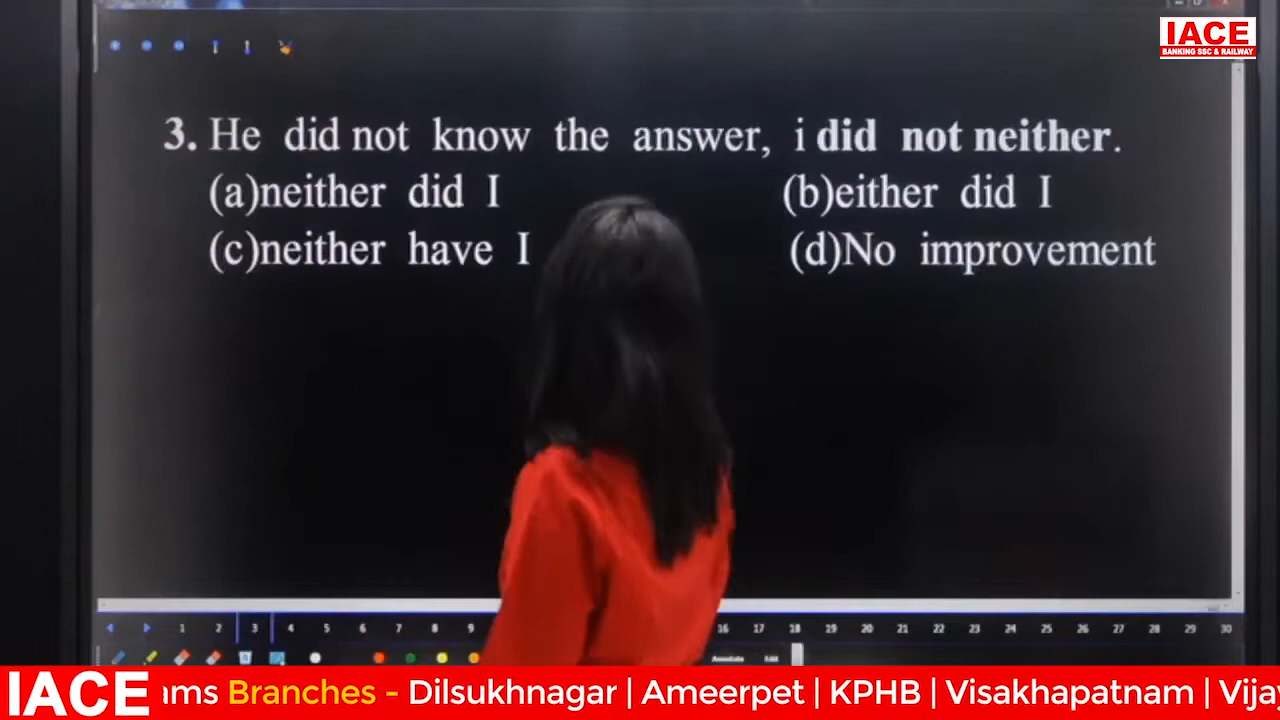 IACE
BANKING SSC & RAILWAY
3. He did not know the answer, i did not neither.
(a)neither did I (b)either did I
(c)neither have I (d)No improvement
1 2 3 4 5 6 7 8 9 16 17 18 19 20 21 22 23 24 25 26 27 28 29 30
IACE ams Branches - Dilsukhnagar | Ameerpet | KPHB | Visakhapatnam | Vijay